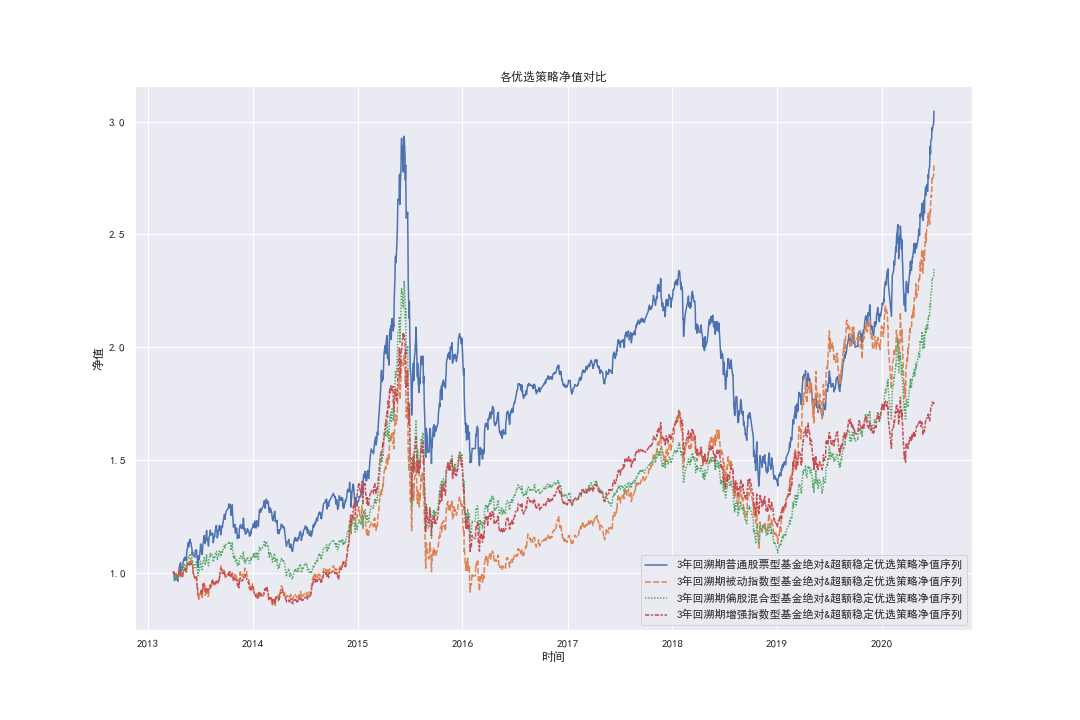 各优选策略净值对比
净值
3.0
2.5
2.0
1.5
1.0
2013 2014 2015 2016 2017 2018 2019 2020
时间
3年回溯期普通股票型基金绝对&超额稳定优选策略净值序列
3年回溯期被动指数型基金绝对&超额稳定优选策略净值序列
3年回溯期偏股混合型基金绝对&超额稳定优选策略净值序列
3年回溯期增强指数型基金绝对&超额稳定优选策略净值序列